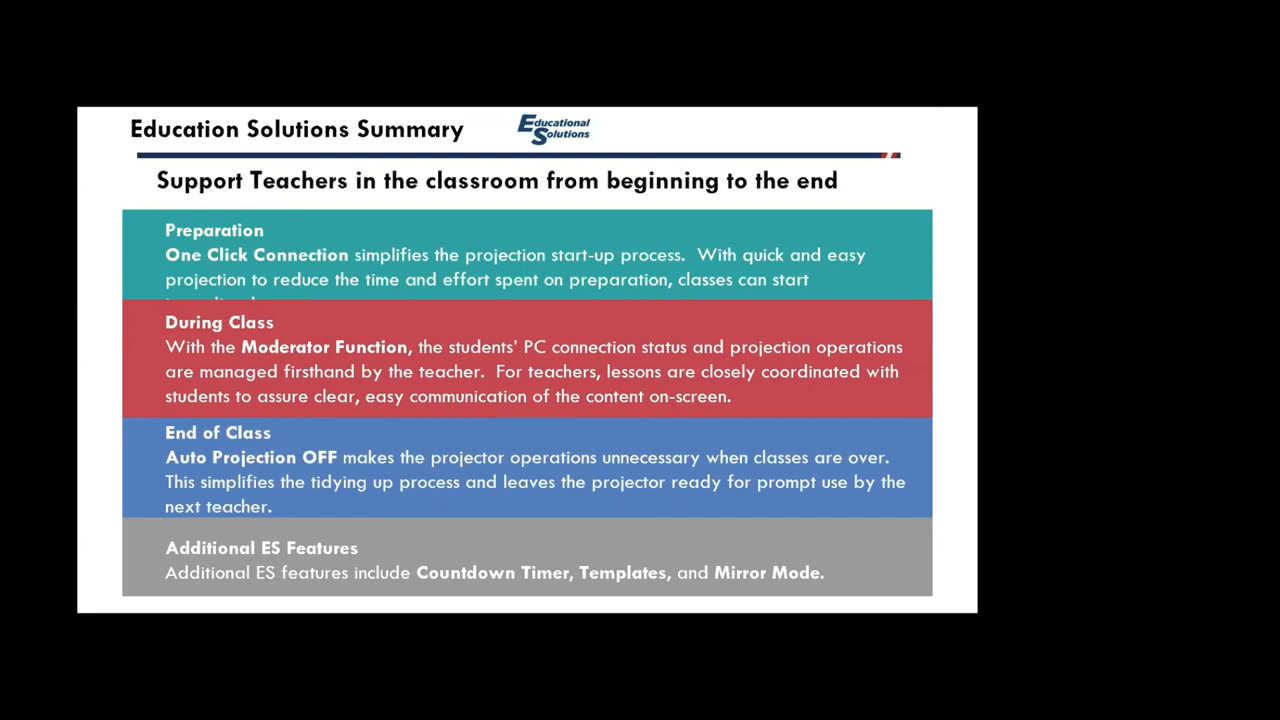 Education Solutions Summary
Educational
Solutions
Support Teachers in the classroom from beginning to the end
Preparation
One Click Connection simplifies the projection start-up process.  With quick and easy
projection to reduce the time and effort spent on preparation, classes can start
During Class
With the Moderator Function, the students’ PC connection status and projection operations
are managed firsthand by the teacher.  For teachers, lessons are closely coordinated with
students to assure clear, easy communication of the content on-screen.
End of Class
Auto Projection OFF makes the projector operations unnecessary when classes are over.
This simplifies the tidying up process and leaves the projector ready for prompt use by the
next teacher.
Additional ES Features
Additional ES features include Countdown Timer, Templates, and Mirror Mode.